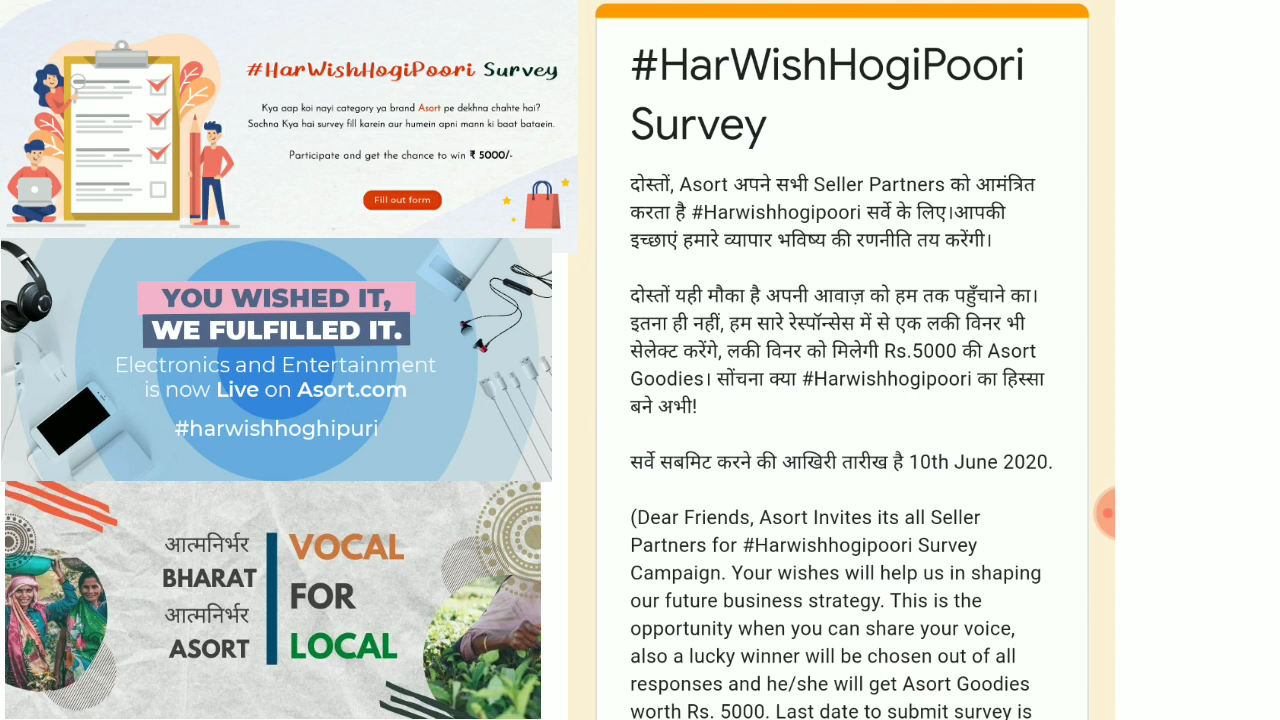 #HarWishHogiPoori Survey
Kya aap koi nayi category ya brand Asort pe dekhna chahte hai?
Sochna Kya hai survey fill karein aur humein apni mann ki baat bataein.
Participate and get the chance to win ₹ 5000/-
Fill out form
YOU WISHED IT,
WE FULFILLED IT.
Electronics and Entertainment
is now Live on Asort.com
#harwishhoghipuri
आत्मनिर्भर
BHARAT
आत्मनिर्भर
ASORT
VOCAL
FOR
LOCAL
#HarWishHogiPoori
Survey
दोस्तों, Asort अपने सभी Seller Partners को आमंत्रित
करता है #Harwishhogipoori सर्वे के लिए।आपकी
इच्छाएं हमारे व्यापार भविष्य की रणनीति तय करेंगी।
दोस्तों यही मौका है अपनी आवाज़ को हम तक पहुँचाने का।
इतना ही नहीं, हम सारे रेस्पॉन्सेस में से एक लकी विनर भी
सेलेक्ट करेंगे, लकी विनर को मिलेगी Rs.5000 की Asort
Goodies। सोंचना क्या #Harwishhogipoori का हिस्सा
बने अभी!
सर्वे सबमिट करने की आखिरी तारीख है 10th June 2020.
(Dear Friends, Asort Invites its all Seller
Partners for #Harwishhogipoori Survey
Campaign. Your wishes will help us in shaping
our future business strategy. This is the
opportunity when you can share your voice,
also a lucky winner will be chosen out of all
responses and he/she will get Asort Goodies
worth Rs. 5000. Last date to submit survey is